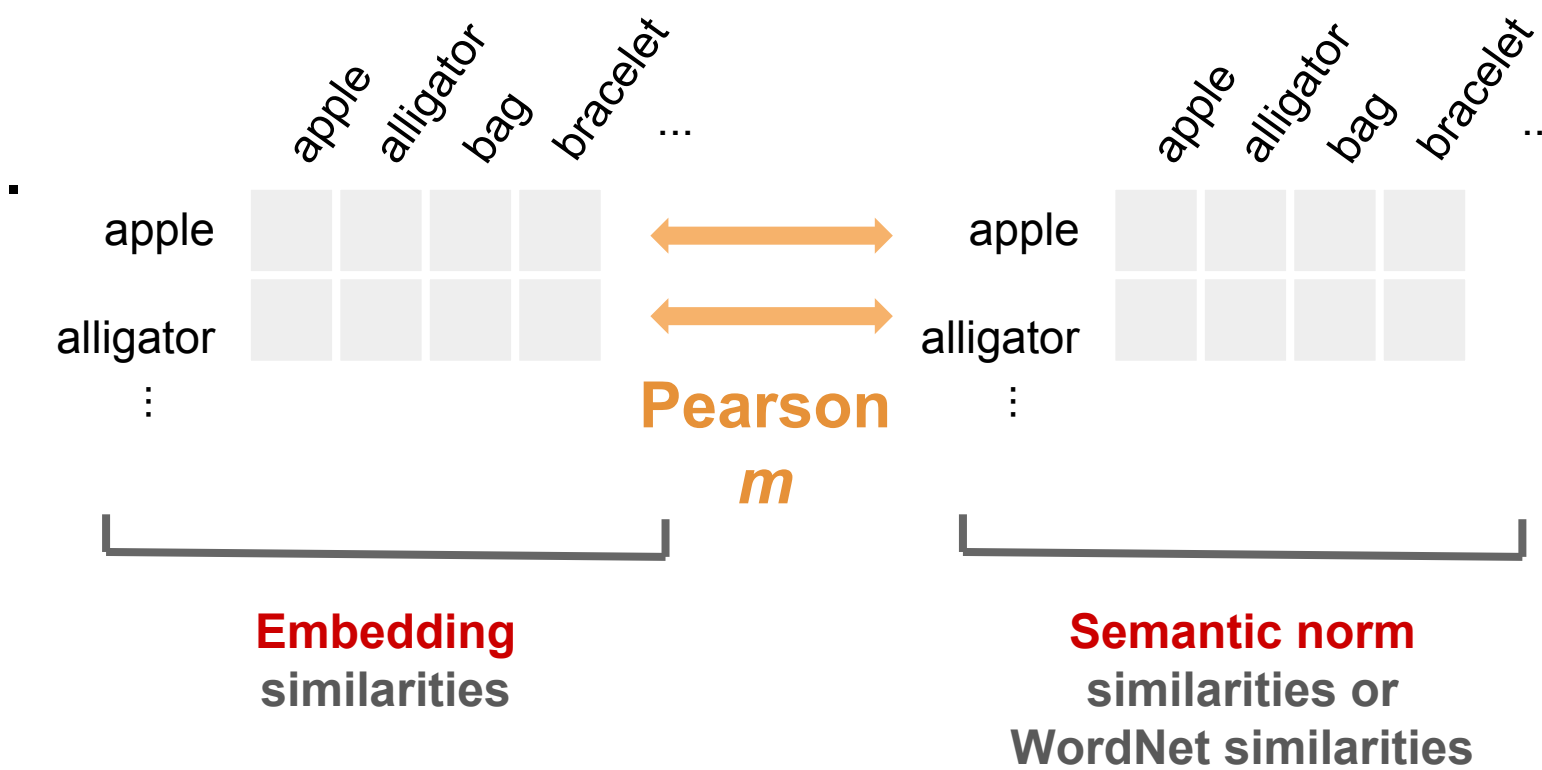 apple alligator bag bracelet ...
apple
alligator
⋮
Pearson
m
Embedding
similarities
apple alligator bag bracelet ..
apple
alligator
⋮
Semantic norm
similarities or
WordNet similarities